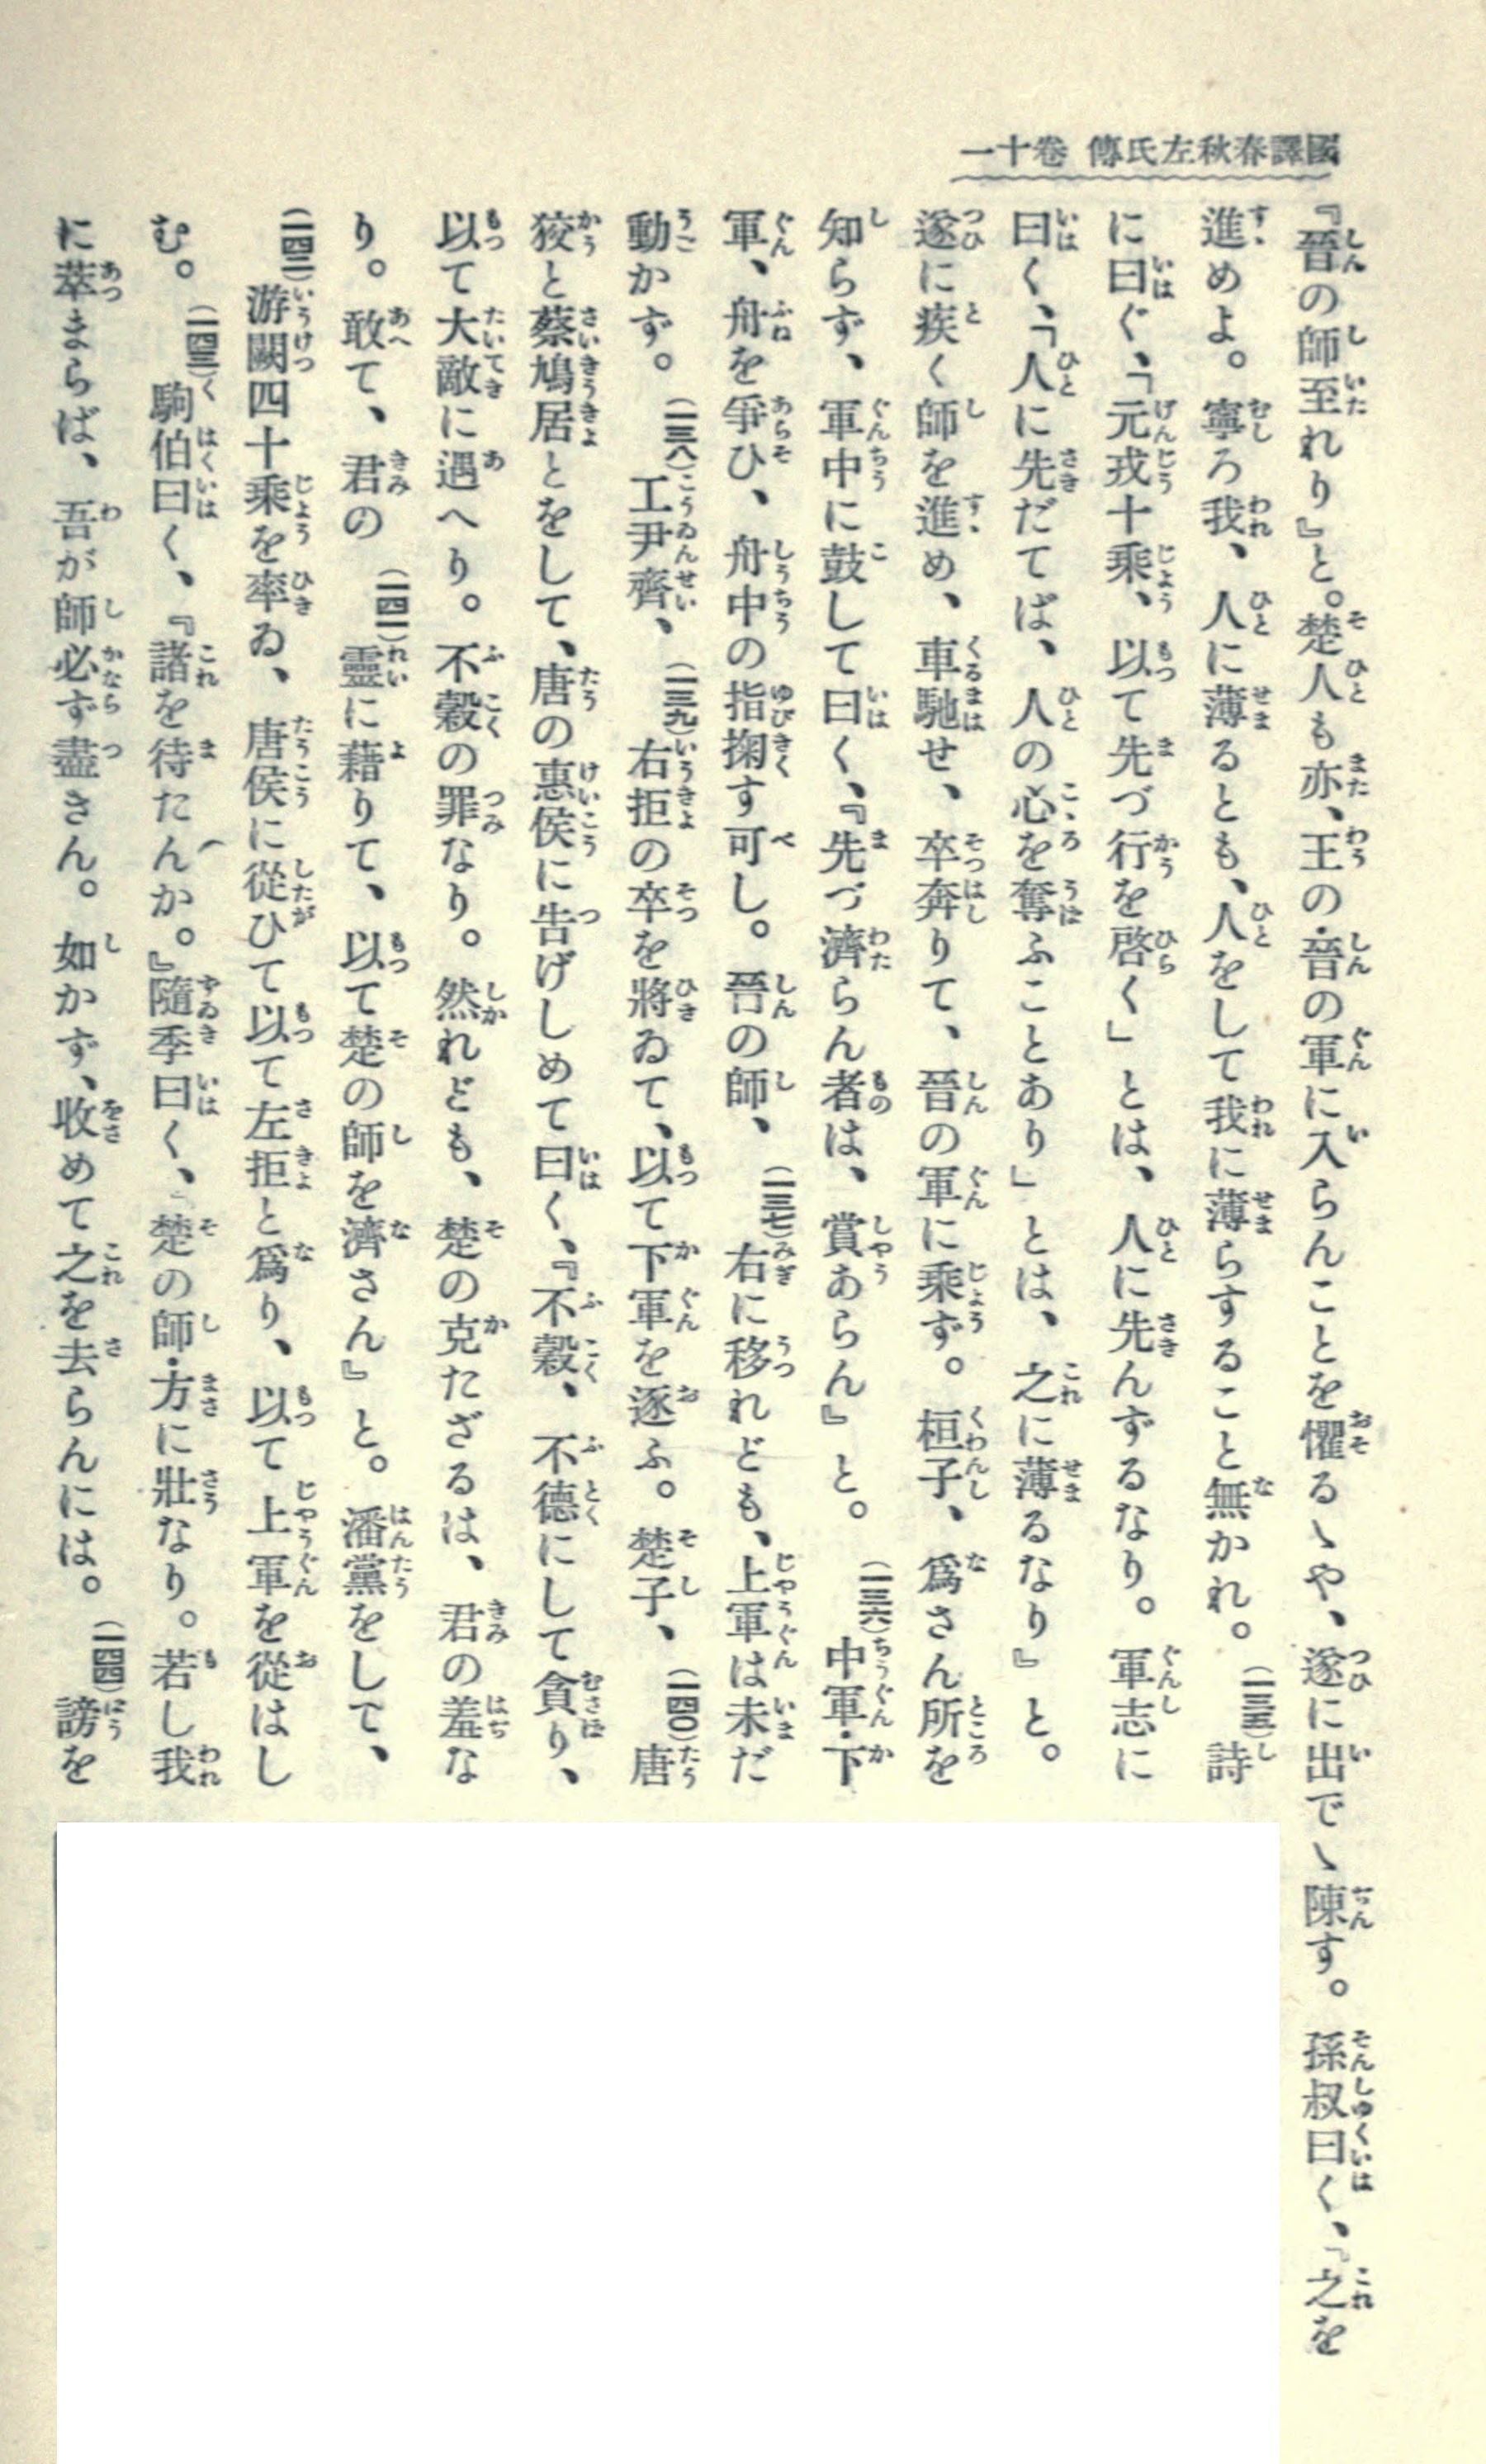 國譯春秋左氏傳 卷十一
『晉の師至れり』と。楚人も亦、王の·晉の軍に入らんことを懼るゝや、遂に出でゝ陳す。孫叔曰く、『之を
進めよ。寧ろ我、人に薄るとも、人をして我に薄らすること無かれ。(一三五)詩
に曰ぐ、「元戎十乘、以て先づ行を啓く」とは、人に先んずるなり。軍志に
曰く、「人に先だてば、人の心を奪ふことあり」とは、之に薄るなり』と。
遂に疾く師を進め、車馳せ、卒奔りて、晉の軍に乘ず。桓子、爲さん所を
知らず、軍中に鼓して曰く、『先づ濟らん者は、賞あらん』と。(一三六)中軍·下
軍、舟を爭ひ、舟中の指掬す可し。晉の師、(一三七)右に移れども、上軍は未だ
動かず。(一三八)工尹齊、(一三九)右拒の卒を將ゐて、以て下軍を逐ふ。楚子、(一四〇)唐
狡と蔡鳩居とをして、唐の惠侯に告げしめて曰く、『不穀、不德にして貪り、
以て大敵に遇へり。不穀の罪なり。然れども、楚の克たざるは、君の羞な
り。敢て、君の(一四一)靈に藉りて、以て楚の師を濟さん』と。潘黨をして、
(一四二)游闕四十乘を率ゐ、唐侯に從ひて以て左拒と爲り、以て上軍を從はし
む。(一四三)駒伯曰く、『諸を待たんか。』隨季曰く、『楚の師·方に壯なり。若し我
に萃まらば、吾が師必ず盡きん。如かず、收めて之を去らんには。(一四四)謗を